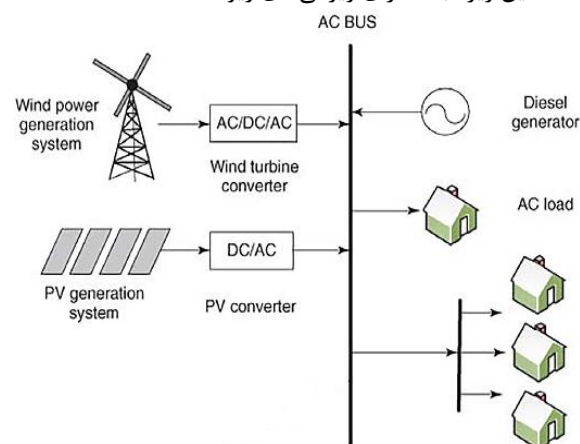 AC BUS
Wind power
generation
system
AC/DC/AC
Wind turbine
converter
Diesel
generator
AC load
DC/AC
PV generation
system
PV converter